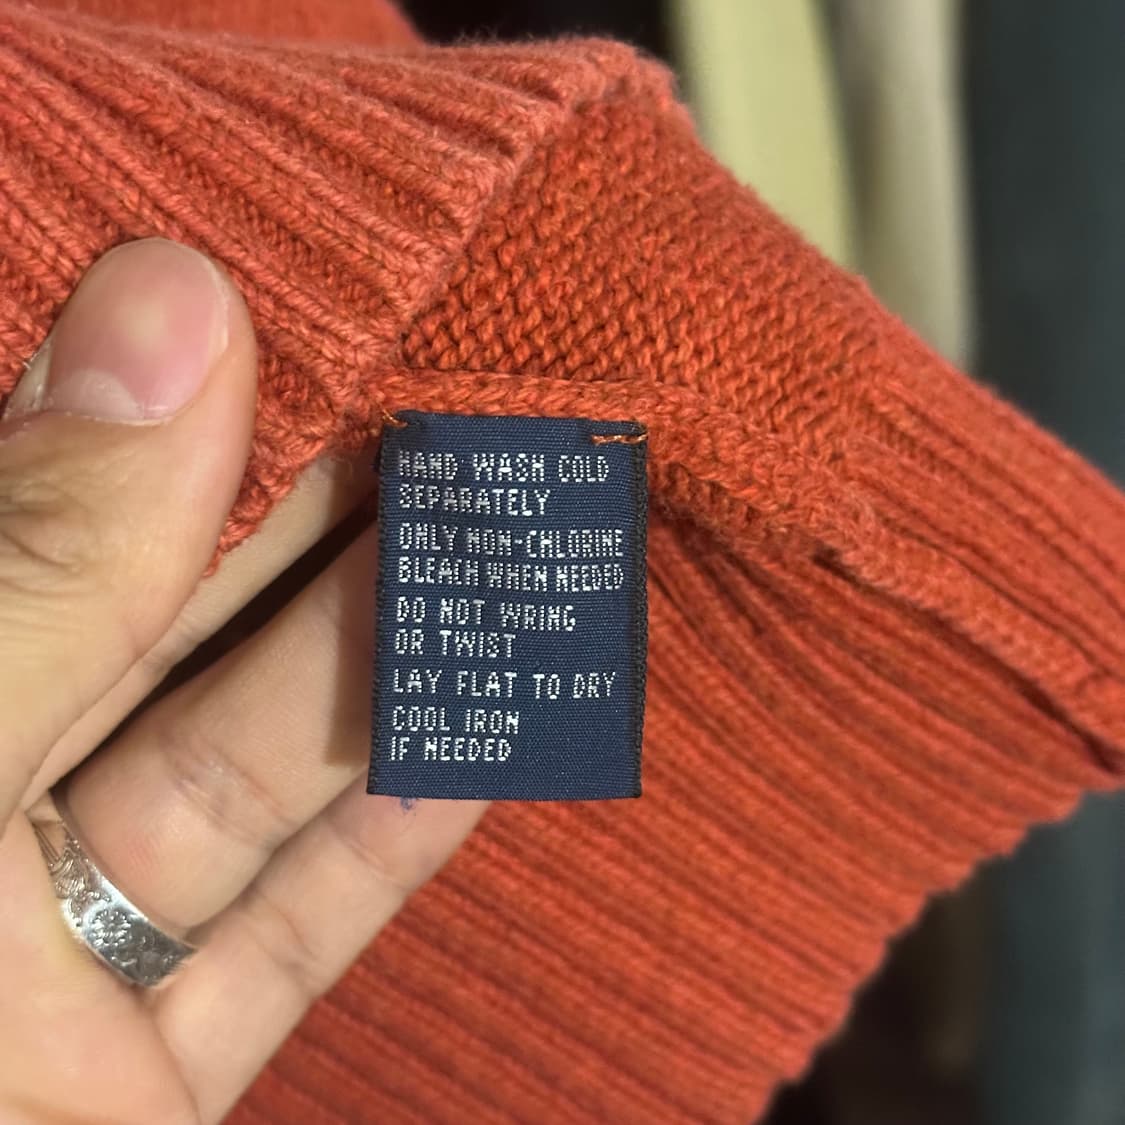 HAND WASH COLD
SEPARATELY
ONLY NON-CHLORINE
BLEACH WHEN NEEDED
DO NOT WRING
OR TWIST
LAY FLAT TO DRY
COOL IRON
IF NEEDED